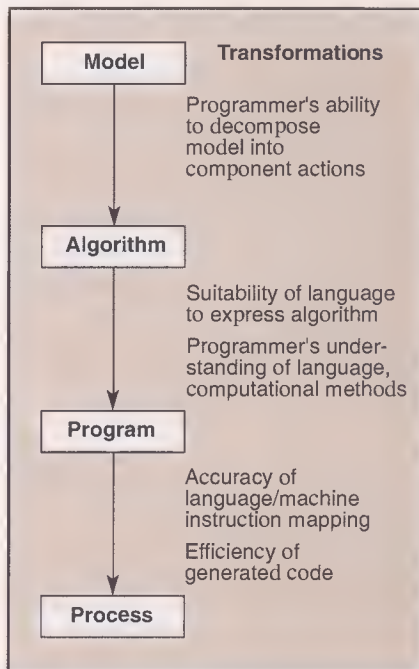 Model
Transformations
Programmer's ability
to decompose
model into
component actions
Algorithm
Suitability of language
to express algorithm
Programmer's under-
standing of language,
computational methods
Program
Accuracy of
language/machine
instruction mapping
Efficiency of
generated code
Process